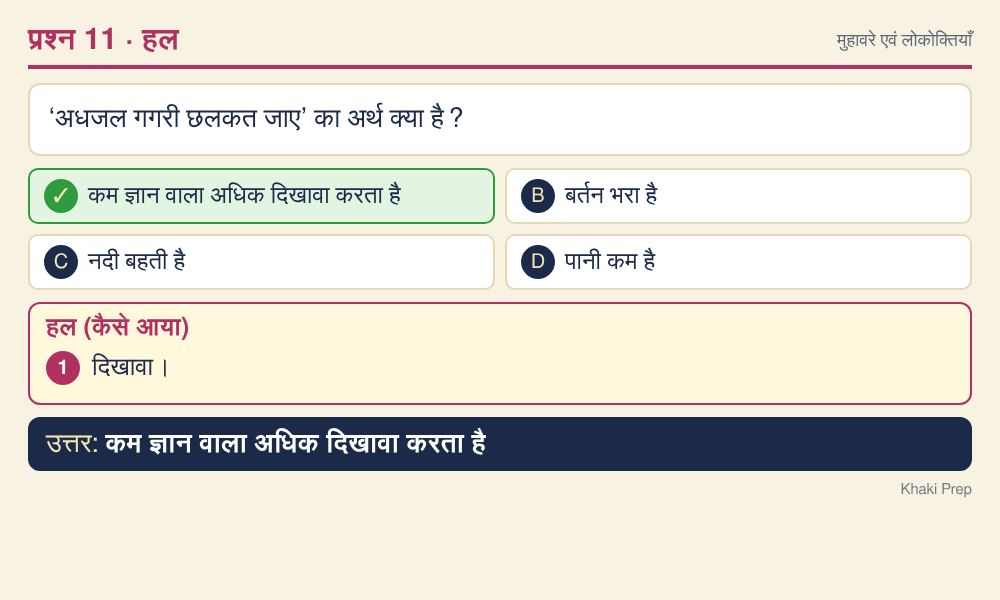 प्रश्न 11 · हल
मुहावरे एवं लोकोक्तियाँ
‘अधजल गगरी छलकत जाए’ का अर्थ क्या है ?
✓ कम ज्ञान वाला अधिक दिखावा करता है
B बर्तन भरा है
C नदी बहती है
D पानी कम है
हल (कैसे आया)
1 दिखावा।
उत्तर: कम ज्ञान वाला अधिक दिखावा करता है
Khaki Prep